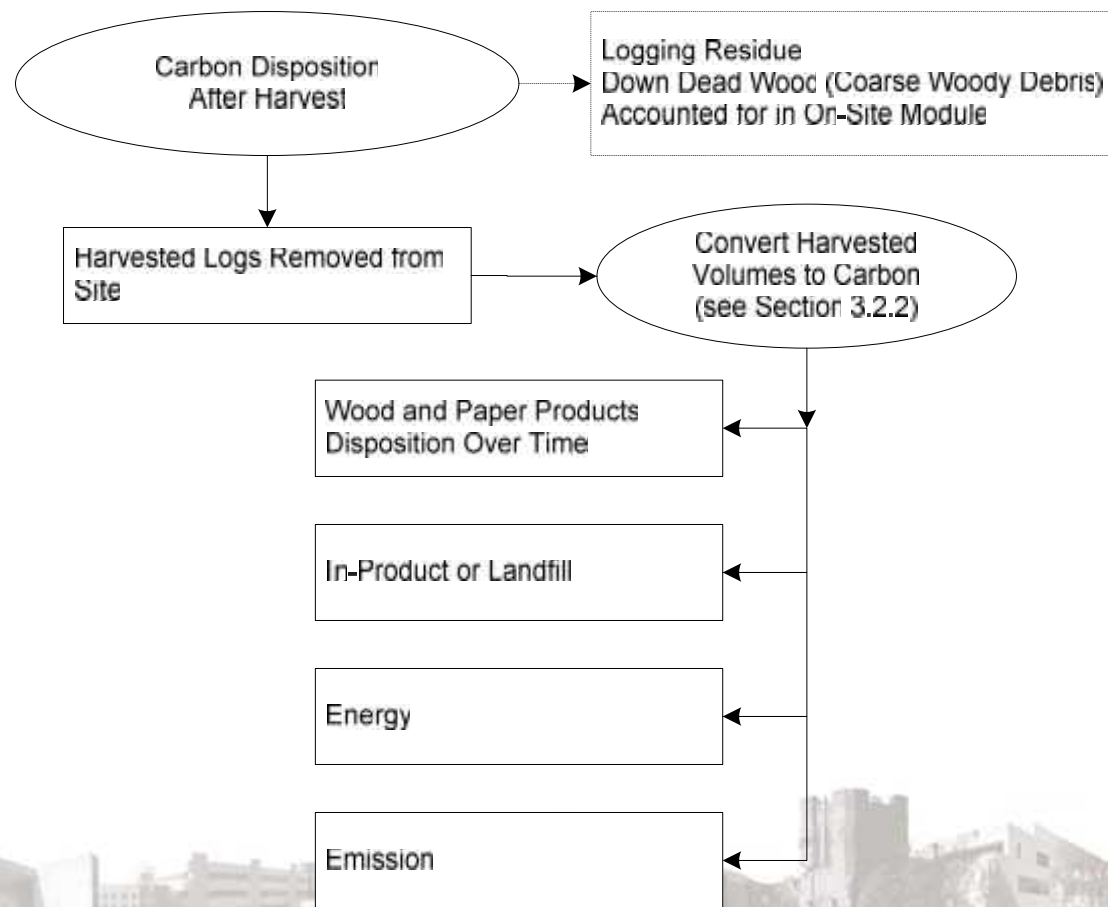 Carbon Disposition
After Harvest
Logging Residue
Down Dead Wood (Coarse Woody Debris)
Accounted for in On-Site Module
Harvested Logs Removed from
Site
Convert Harvested
Volumes to Carbon
(see Section 3.2.2)
Wood and Paper Products
Disposition Over Time
In-Product or Landfill
Energy
Emission